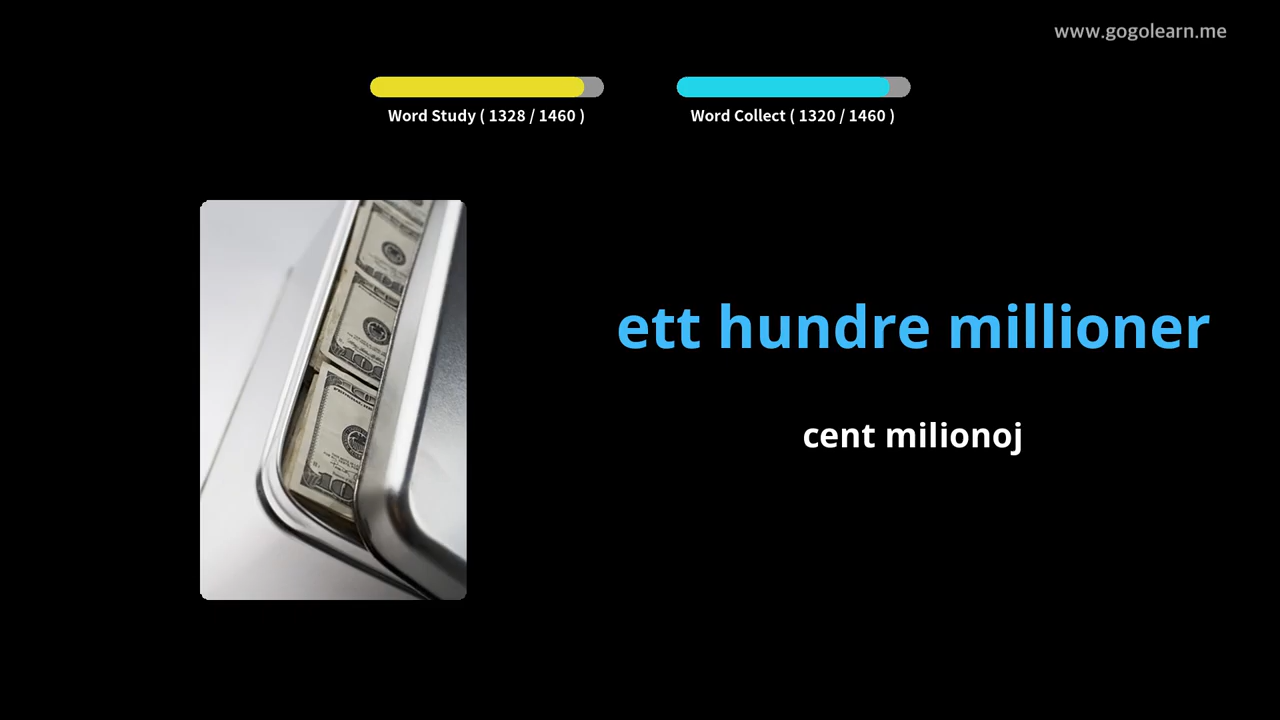 www.gogolearn.me
Word Study ( 1328 / 1460 )
Word Collect ( 1320 / 1460 )
ett hundre millioner
cent milionoj